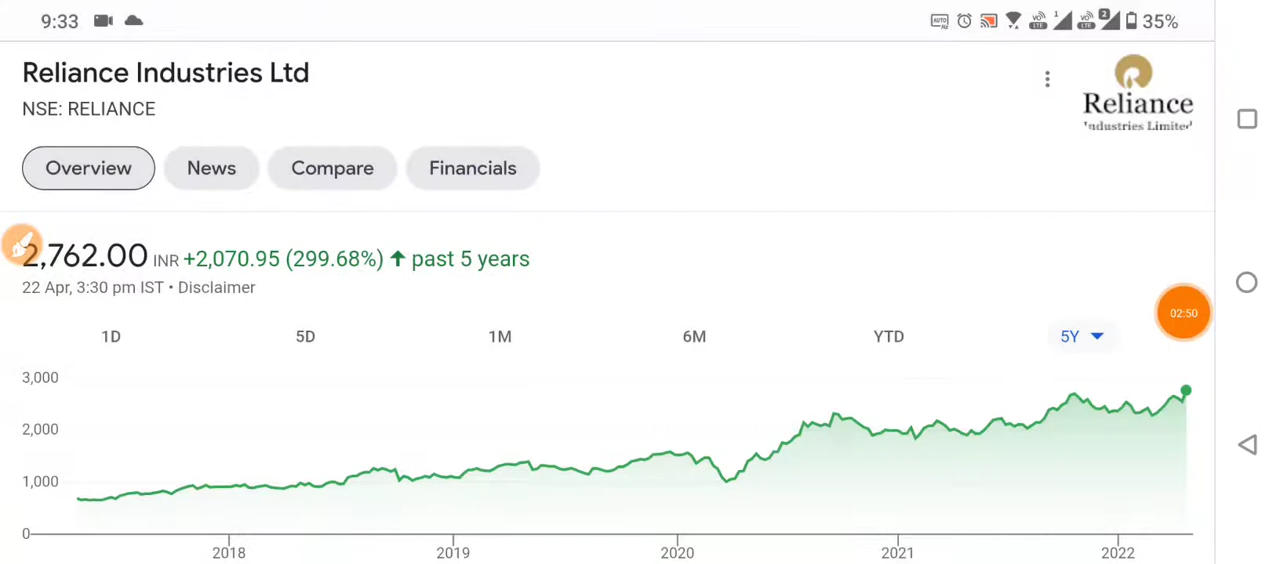 9:33 35%
Reliance Industries Ltd
NSE: RELIANCE
Reliance
Industries Limited
Overview News Compare Financials
2,762.00 INR +2,070.95 (299.68%) ↑ past 5 years
22 Apr, 3:30 pm IST • Disclaimer
02:50
1D 5D 1M 6M YTD 5Y
3,000
2,000
1,000
0
2018 2019 2020 2021 2022